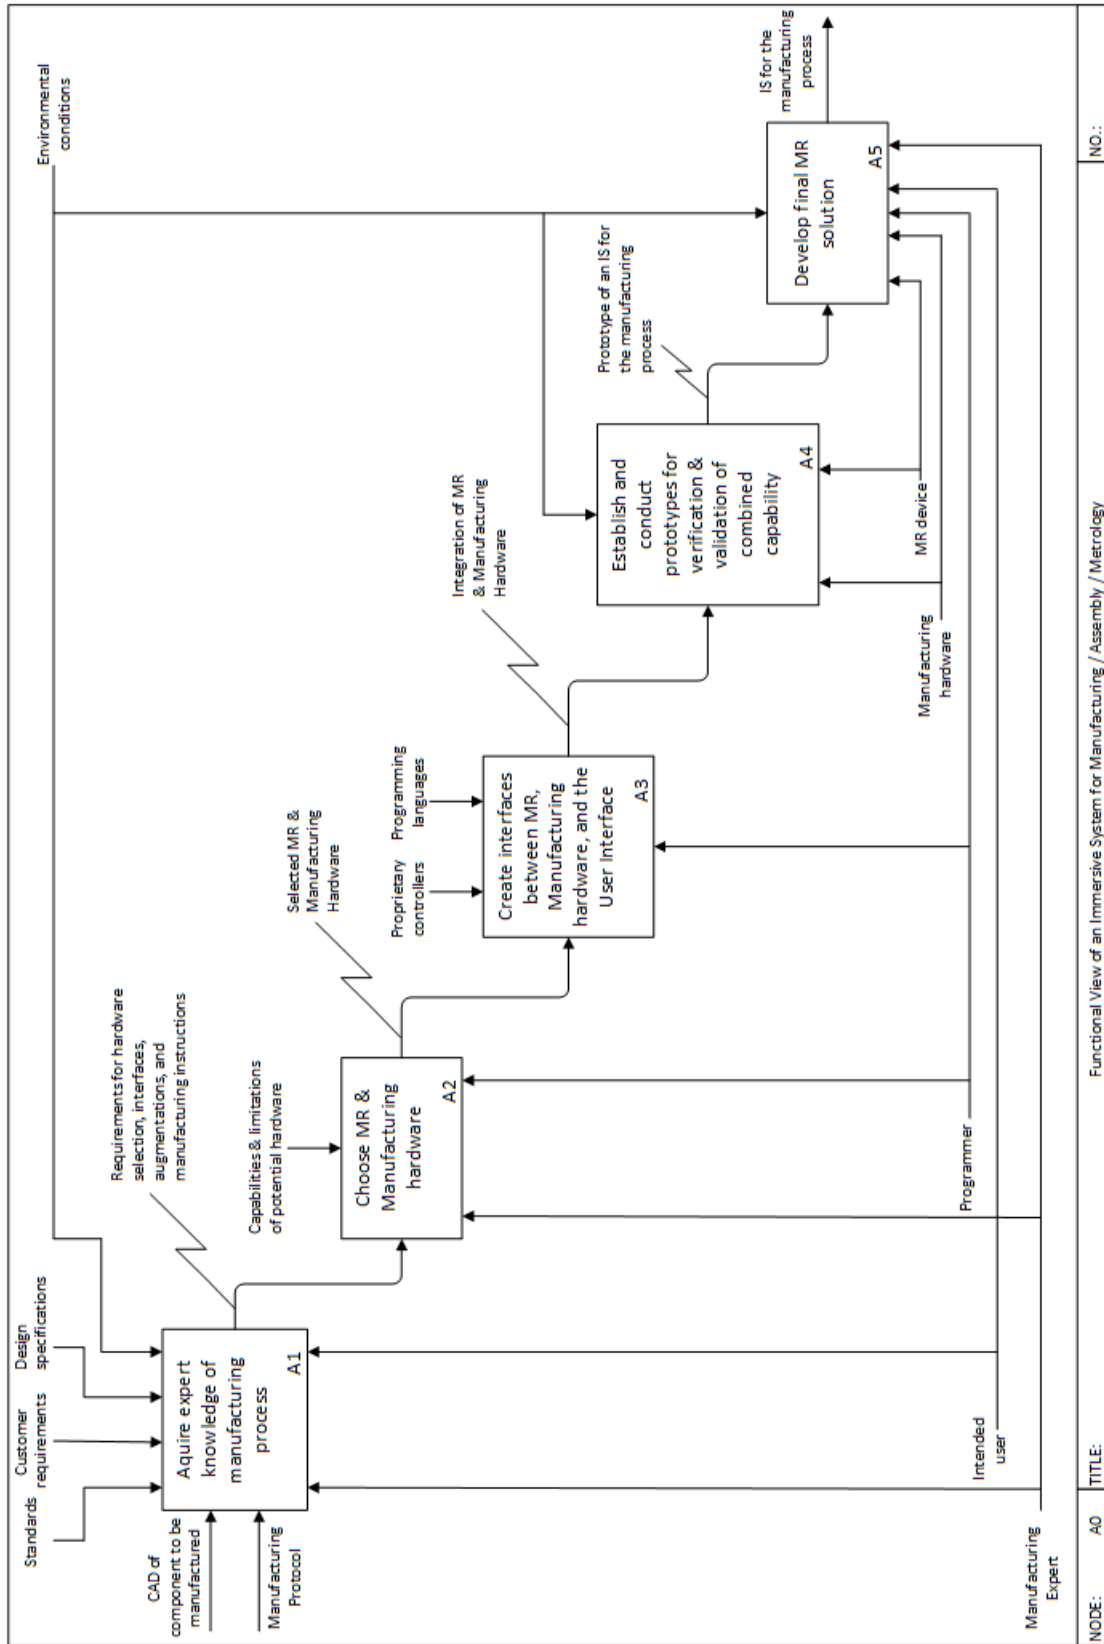 Standards
Customer
requirements
Design
specifications
Environmental
conditions
CAD of
component to be
manufactured
Manufacturing
Protocol
Aquire expert
knowledge of
manufacturing
process
A1
Requirements for hardware
selection, interfaces,
augmentations, and
manufacturing instructions
Capabilities & limitations
of potential hardware
Choose MR &
Manufacturing
hardware
A2
Selected MR &
Manufacturing
Hardware
Proprietary
controllers
Programming
languages
Create interfaces
between MR,
Manufacturing
hardware, and the
User Interface
A3
Integration of MR
& Manufacturing
Hardware
Establish and
conduct
prototypes for
verification &
validation of
combined
capability
A4
Prototype of an IS for
the manufacturing
process
Develop final MR
solution
A5
IS for the
manufacturing
process
MR device
Manufacturing
hardware
Programmer
Intended
user
Manufacturing
Expert
NODE: A0 TITLE: Functional View of an Immersive System for Manufacturing / Assembly / Metrology NO.: